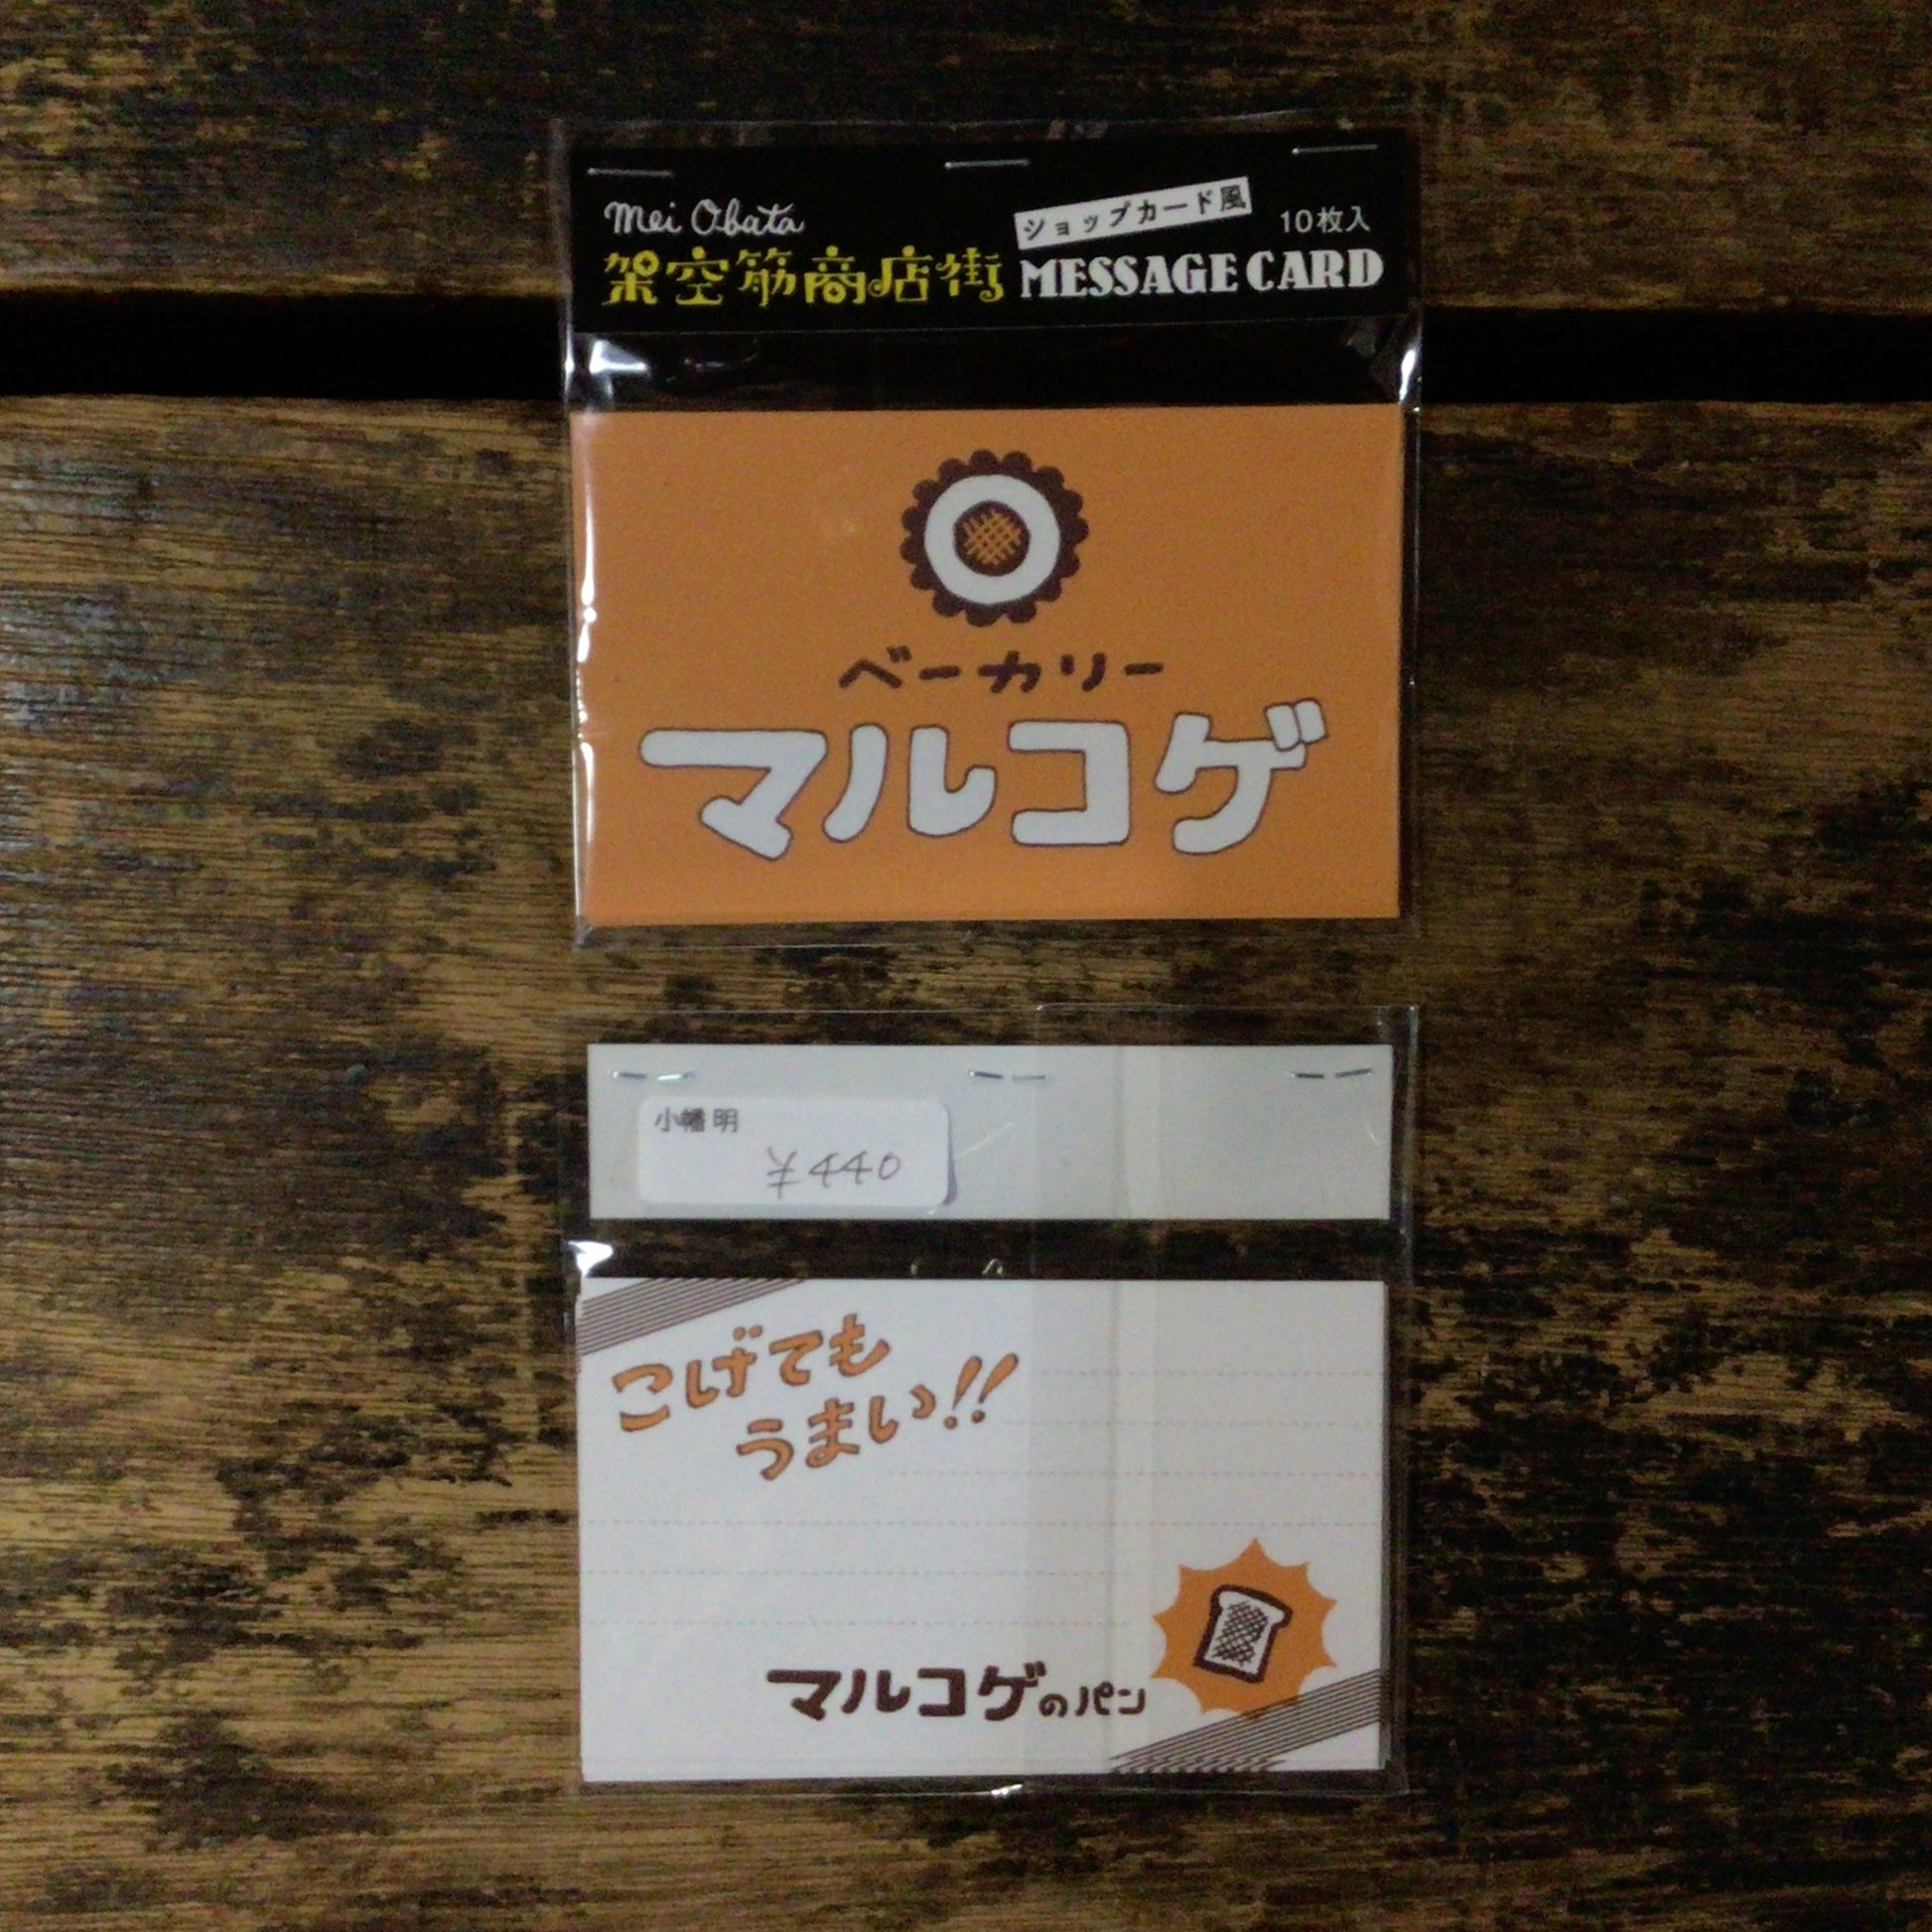 Mei Obata
ショップカード風
10枚入
架空筋商店街 MESSAGE CARD
ベーカリー
マルコゲ
小幡 明
¥440
こげても
うまい!!
マルコゲのパン